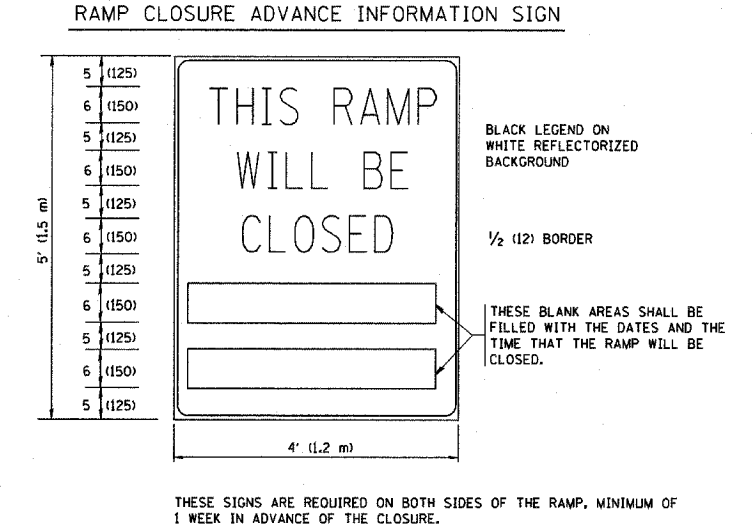 RAMP CLOSURE ADVANCE INFORMATION SIGN
5 (125)
6 (150)
5 (125)
6 (150)
5 (125)
6 (150)
5 (125)
6 (150)
5 (125)
6 (150)
5 (125)
5' (1.5 m)
THIS RAMP
WILL BE
CLOSED
BLACK LEGEND ON
WHITE REFLECTORIZED
BACKGROUND
1/2 (12) BORDER
THESE BLANK AREAS SHALL BE
FILLED WITH THE DATES AND THE
TIME THAT THE RAMP WILL BE
CLOSED.
4' (1.2 m)
THESE SIGNS ARE REQUIRED ON BOTH SIDES OF THE RAMP, MINIMUM OF
1 WEEK IN ADVANCE OF THE CLOSURE.